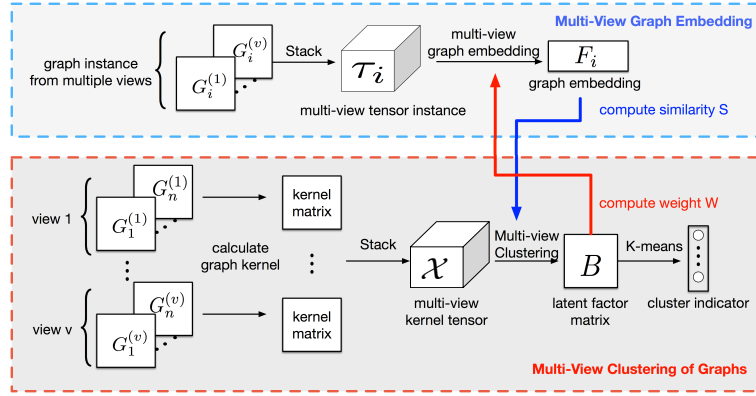 Multi-View Graph Embedding
graph instance
from multiple views
G_i^{(v)}
G_i^{(1)}
Stack
τ_i
multi-view tensor instance
multi-view
graph embedding
F_i
graph embedding
compute similarity S
view 1
G_n^{(1)}
G_1^{(1)}
kernel
matrix
calculate
graph kernel
view v
G_n^{(v)}
G_1^{(v)}
kernel
matrix
Stack
X
multi-view
kernel tensor
Multi-view
Clustering
compute weight W
B
latent factor
matrix
K-means
cluster indicator
Multi-View Clustering of Graphs